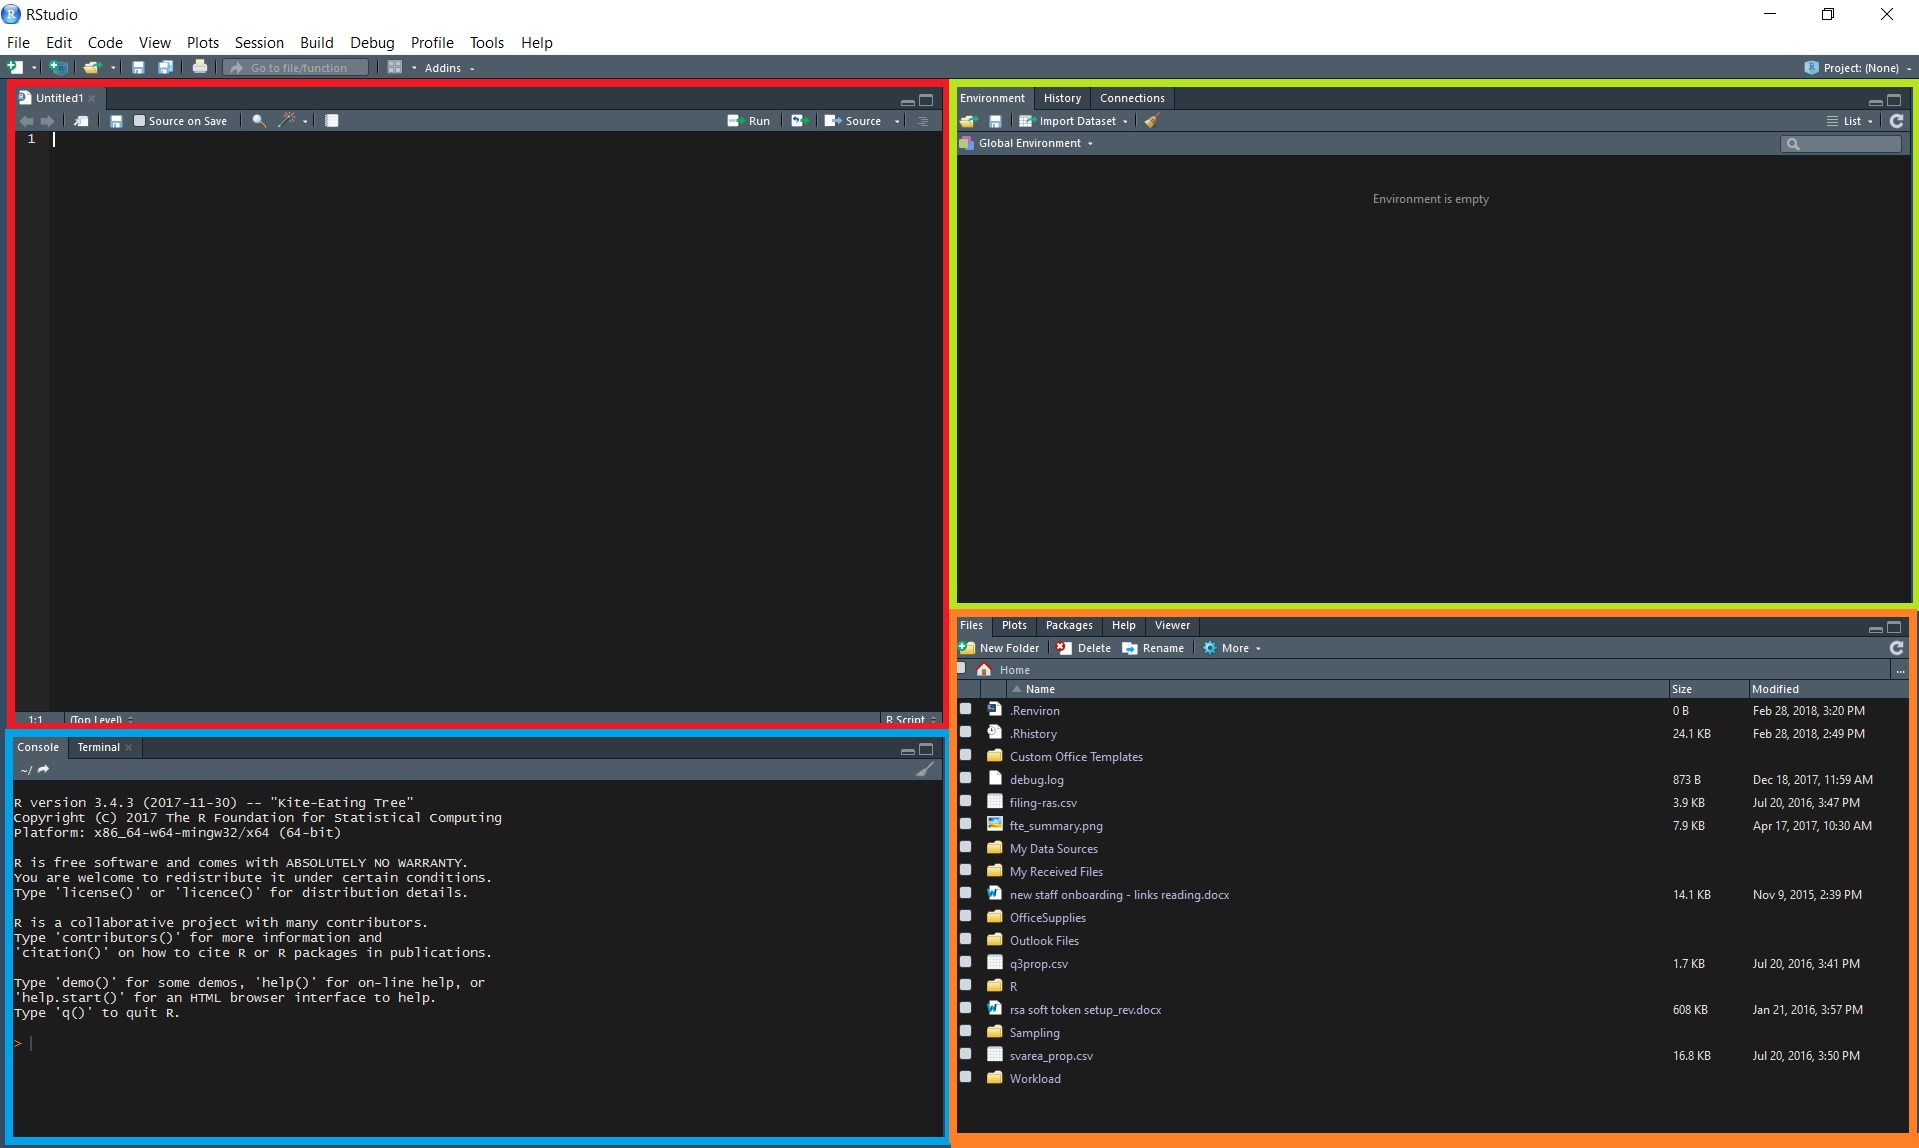 RStudio
File Edit Code View Plots Session Build Debug Profile Tools Help
Go to file/function Addins Project: (None)
Untitled1
Source on Save Run Source
1
1:1 (Top Level) R Script
Console Terminal
~/
R version 3.4.3 (2017-11-30) -- "Kite-Eating Tree"
Copyright (C) 2017 The R Foundation for Statistical Computing
Platform: x86_64-w64-mingw32/x64 (64-bit)
R is free software and comes with ABSOLUTELY NO WARRANTY.
You are welcome to redistribute it under certain conditions.
Type 'license()' or 'licence()' for distribution details.
R is a collaborative project with many contributors.
Type 'contributors()' for more information and
'citation()' on how to cite R or R packages in publications.
Type 'demo()' for some demos, 'help()' for on-line help, or
'help.start()' for an HTML browser interface to help.
Type 'q()' to quit R.
>
Environment History Connections
Import Dataset List
Global Environment
Environment is empty
Files Plots Packages Help Viewer
New Folder Delete Rename More
Home ...
Name Size Modified
.Renviron 0 B Feb 28, 2018, 3:20 PM
.Rhistory 24.1 KB Feb 28, 2018, 2:49 PM
Custom Office Templates
debug.log 873 B Dec 18, 2017, 11:59 AM
filing-ras.csv 3.9 KB Jul 20, 2016, 3:47 PM
fte_summary.png 7.9 KB Apr 17, 2017, 10:30 AM
My Data Sources
My Received Files
new staff onboarding - links reading.docx 14.1 KB Nov 9, 2015, 2:39 PM
OfficeSupplies
Outlook Files
q3prop.csv 1.7 KB Jul 20, 2016, 3:41 PM
R
rsa soft token setup_rev.docx 608 KB Jan 21, 2016, 3:57 PM
Sampling
svarea_prop.csv 16.8 KB Jul 20, 2016, 3:50 PM
Workload